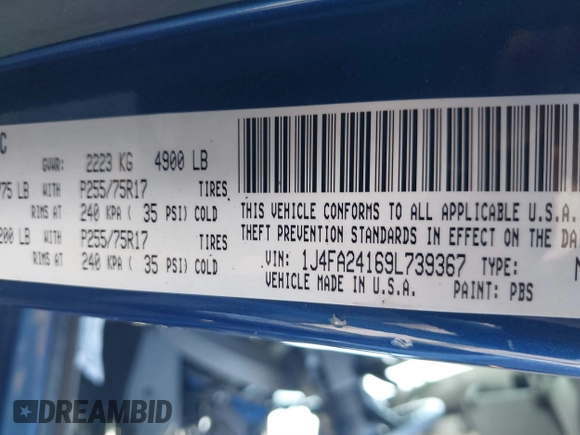 C
GVWR: 2223 KG 4900 LB
775 LB WITH P255/75R17 TIRES
RIMS AT 240 KPA ( 35 PSI) COLD
200 LB WITH P255/75R17 TIRES
RIMS AT 240 KPA ( 35 PSI) COLD
THIS VEHICLE CONFORMS TO ALL APPLICABLE U.S.A.
THEFT PREVENTION STANDARDS IN EFFECT ON THE DA
VIN: 1J4FA24169L739367 TYPE:
VEHICLE MADE IN U.S.A. PAINT: PBS
DREAMBID